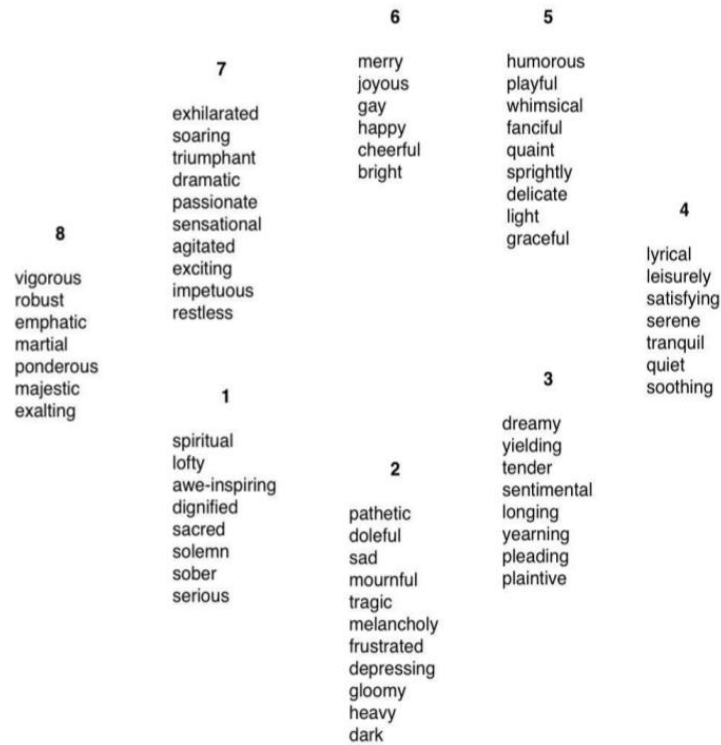 6
merry
joyous
gay
happy
cheerful
bright
5
humorous
playful
whimsical
fanciful
quaint
sprightly
delicate
light
graceful
7
exhilarated
soaring
triumphant
dramatic
passionate
sensational
agitated
exciting
impetuous
restless
4
lyrical
leisurely
satisfying
serene
tranquil
quiet
soothing
8
vigorous
robust
emphatic
martial
ponderous
majestic
exalting
3
dreamy
yielding
tender
sentimental
longing
yearning
pleading
plaintive
1
spiritual
lofty
awe-inspiring
dignified
sacred
solemn
sober
serious
2
pathetic
doleful
sad
mournful
tragic
melancholy
frustrated
depressing
gloomy
heavy
dark